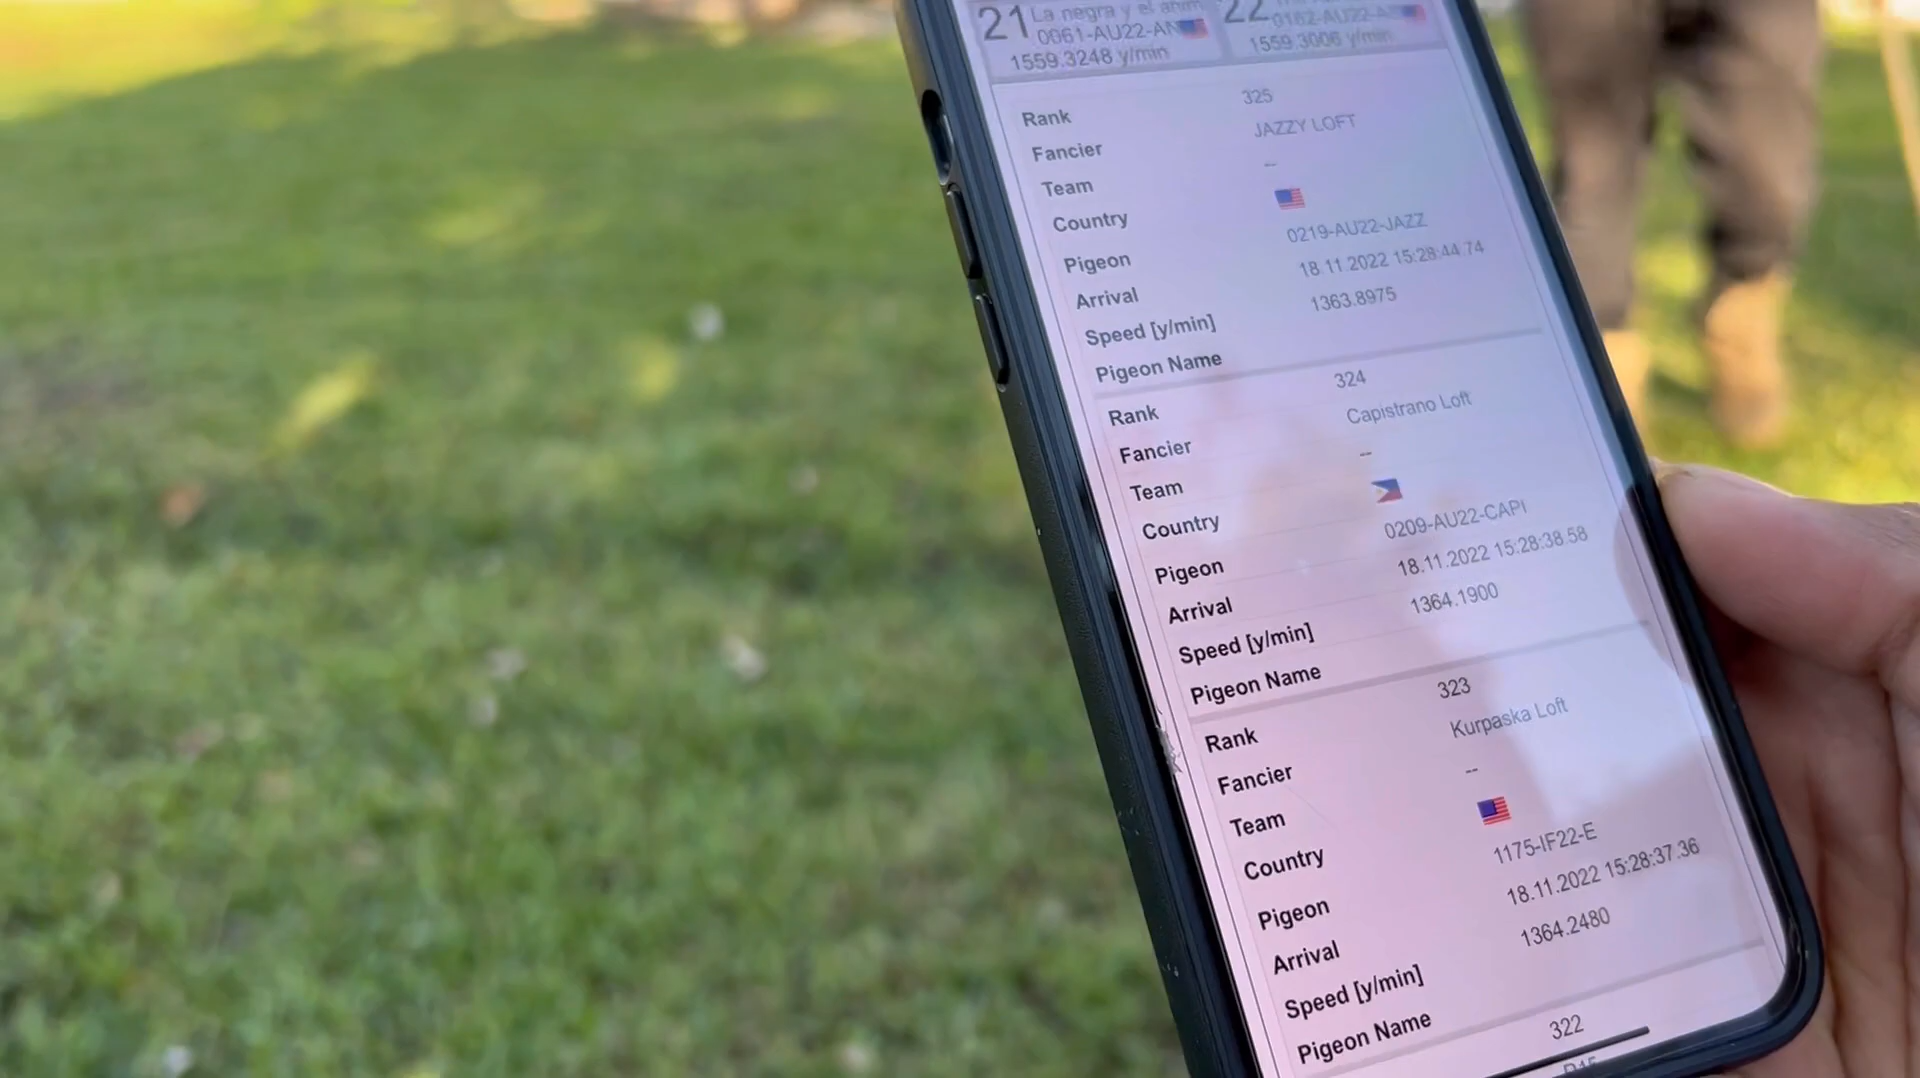 21 La negra y el anim
0061-AU22-AN
1559.3248 y/min
22
0162-AU22-A
1559.3006 y/min
Rank 325
Fancier JAZZY LOFT
Team --
Country
Pigeon 0219-AU22-JAZZ
Arrival 18.11.2022 15:28:44.74
Speed [y/min] 1363.8975
Pigeon Name
Rank 324
Fancier Capistrano Loft
Team --
Country
Pigeon 0209-AU22-CAPI
Arrival 18.11.2022 15:28:38.58
Speed [y/min] 1364.1900
Pigeon Name
Rank 323
Fancier Kurpaska Loft
Team --
Country
Pigeon 1175-IF22-E
Arrival 18.11.2022 15:28:37.36
Speed [y/min] 1364.2480
Pigeon Name
322